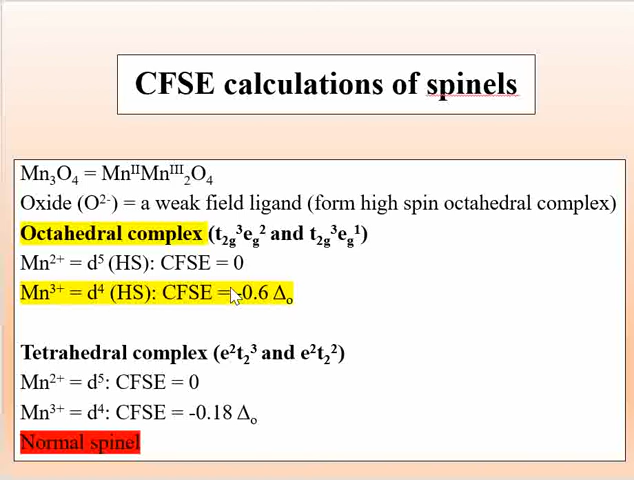 CFSE calculations of spinels
Mn₃O₄ = MnᴵᴵMnᴵᴵᴵ₂O₄
Oxide (O²⁻) = a weak field ligand (form high spin octahedral complex)
Octahedral complex (t₂g³eg² and t₂g³eg¹)
Mn²⁺ = d⁵ (HS): CFSE = 0
Mn³⁺ = d⁴ (HS): CFSE = -0.6 Δₒ
Tetrahedral complex (e²t₂³ and e²t₂²)
Mn²⁺ = d⁵: CFSE = 0
Mn³⁺ = d⁴: CFSE = -0.18 Δₒ
Normal spinel